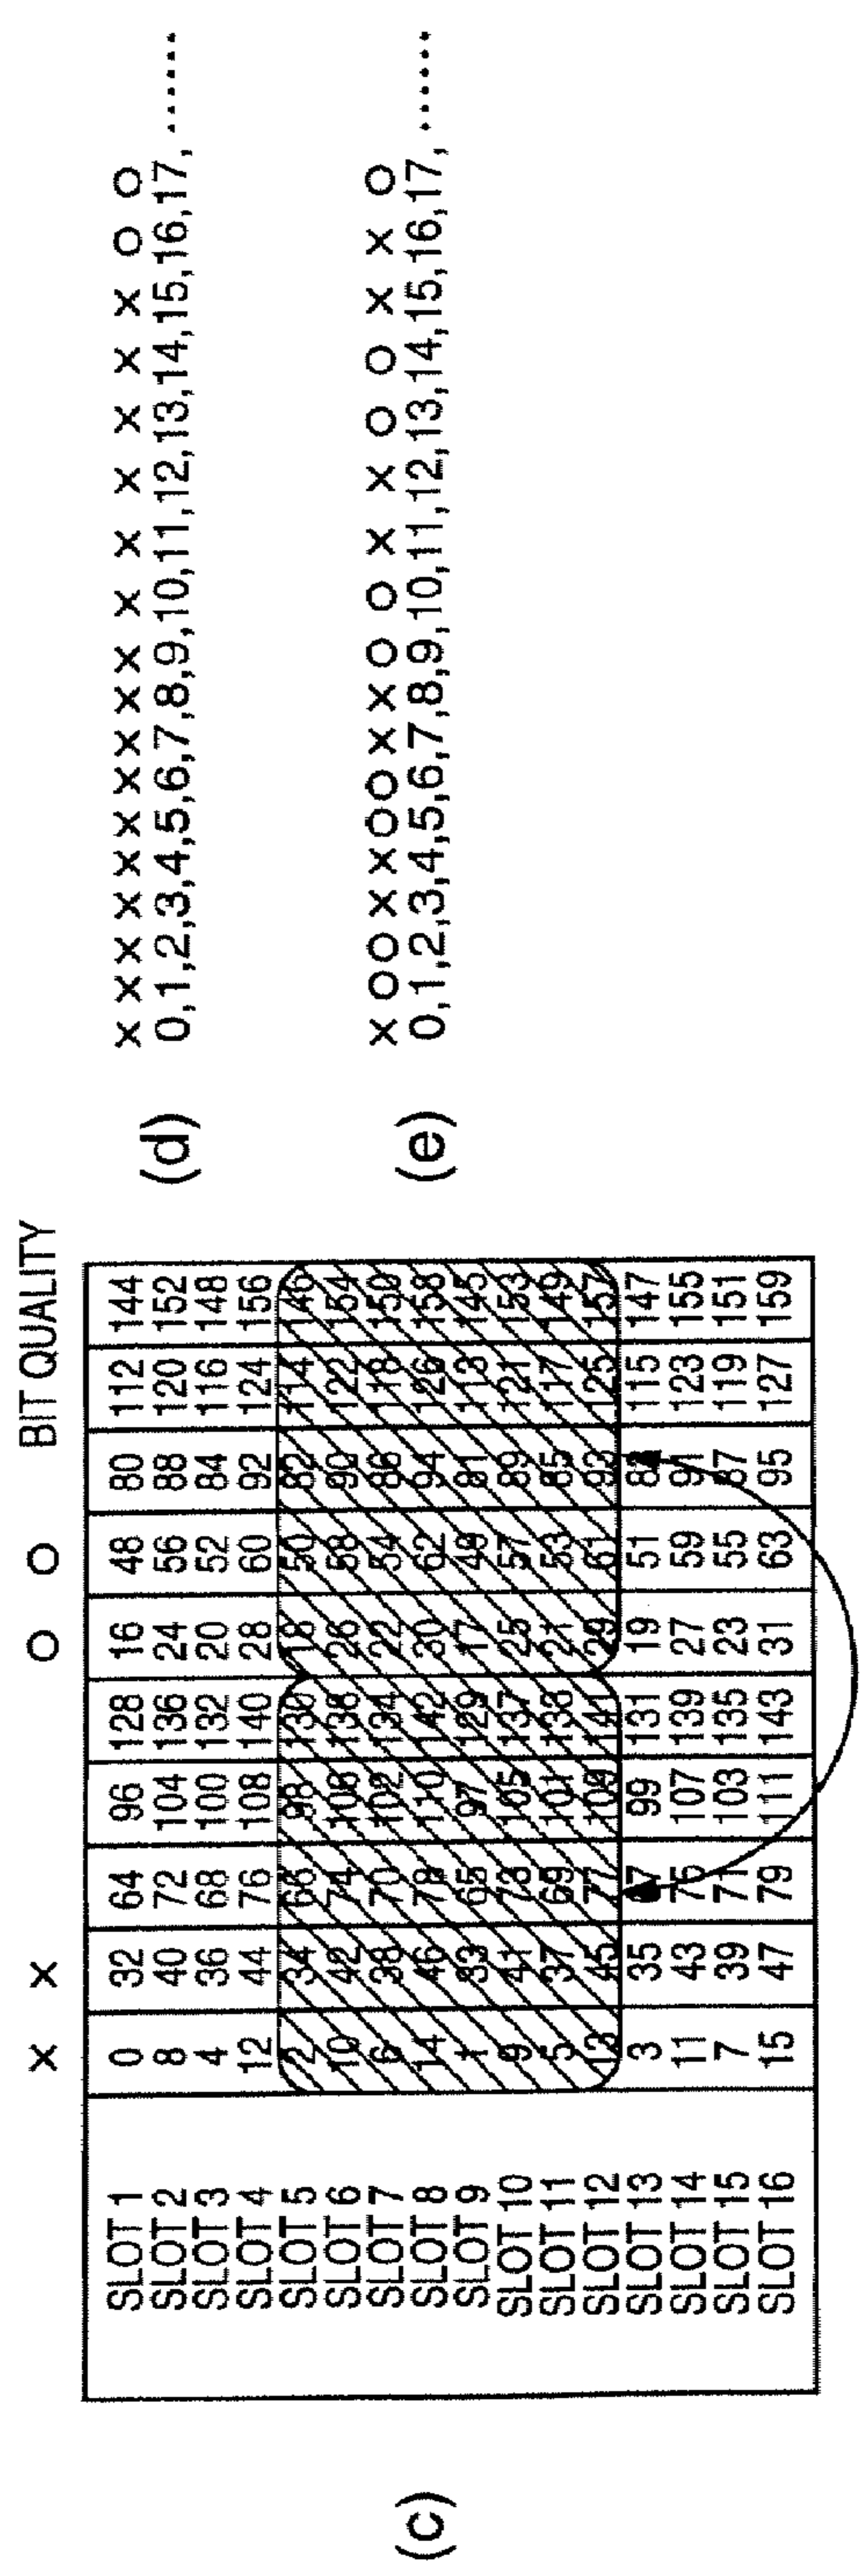 BIT QUALITY
× × O O
SLOT 1 0 32 64 96 128 16 48 80 112 144
SLOT 2 8 40 72 104 136 24 56 88 120 152
SLOT 3 4 36 68 100 132 20 52 84 116 148
SLOT 4 12 44 76 108 140 28 60 92 124 156
SLOT 5 2 34 66 98 130 18 50 82 114 146
SLOT 6 10 42 74 106 138 26 58 90 122 154
SLOT 7 6 38 70 102 134 22 54 86 118 150
SLOT 8 14 46 78 110 142 30 62 94 126 158
SLOT 9 1 33 65 97 129 17 49 81 113 145
SLOT 10 9 41 73 105 137 25 57 89 121 153
SLOT 11 5 37 69 101 133 21 53 85 117 149
SLOT 12 13 45 77 109 141 29 61 93 125 157
SLOT 13 3 35 99 131 19 51 83 115 147
SLOT 14 11 43 75 107 139 27 59 91 123 155
SLOT 15 7 39 71 103 135 23 55 87 119 151
SLOT 16 15 47 79 111 143 31 63 95 127 159
(c)
× × × × × × × × × × × × × × × × O O
(d) 0,1,2,3,4,5,6,7,8,9,10,11,12,13,14,15,16,17, ······
× O O × × O O × × O O × × O O × × O
(e) 0,1,2,3,4,5,6,7,8,9,10,11,12,13,14,15,16,17, ······